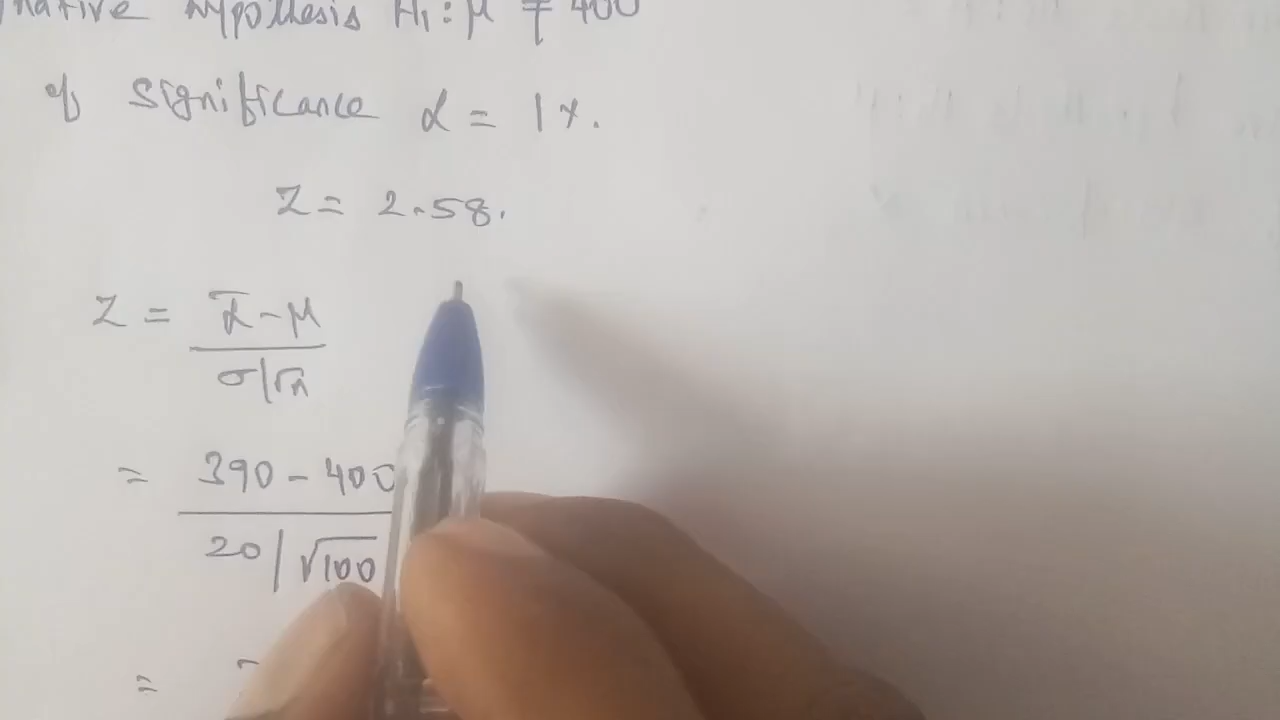 native hypothesis H₁ : μ ≠ 400
of significance α = 1%.
Z = 2.58.
Z = x̄ - μ
σ/√n
= 390 - 400
20/√100
= -